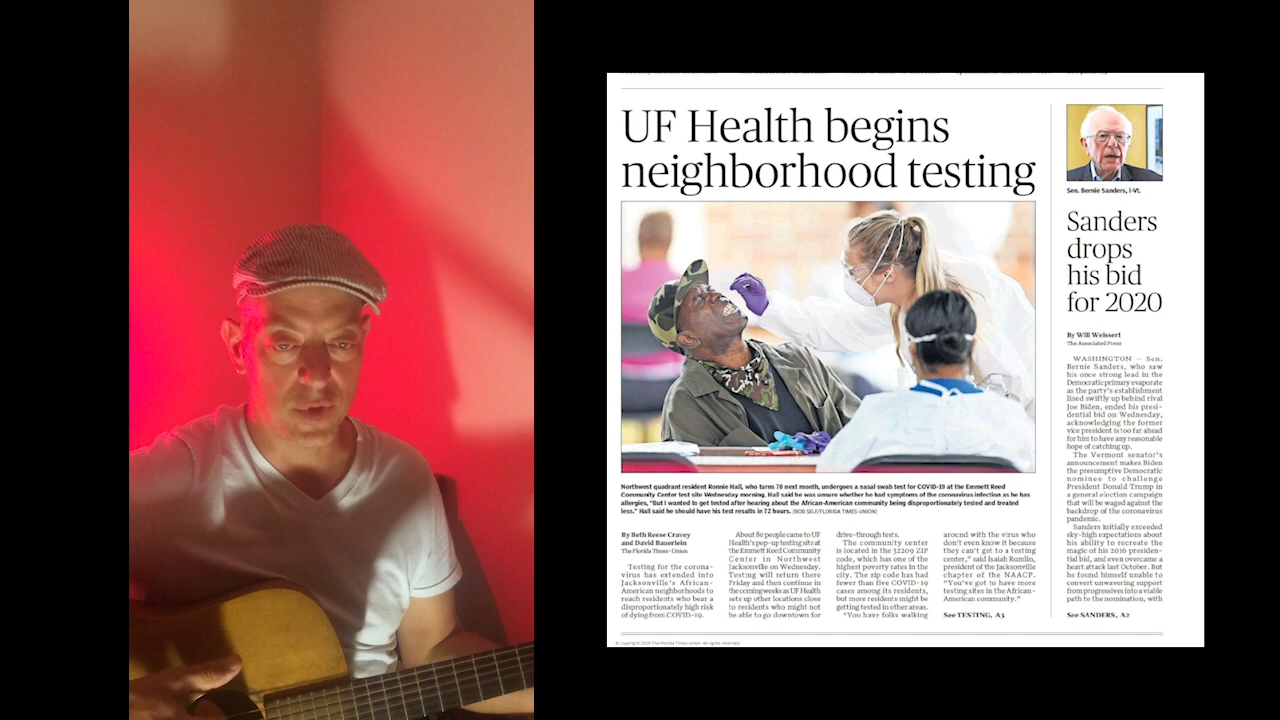 UF Health begins
neighborhood testing
Northwest quadrant resident Ronnie Hall, who turns 70 next month, undergoes a nasal swab test for COVID-19 at the Emmett Reed
Community Center test site Wednesday morning. Hall said he was unsure whether he had symptoms of the coronavirus infection as he has
allergies, "But I wanted to get tested after hearing about the African-American community being disproportionately tested and treated
less." Hall said he should have his test results in 72 hours. (BOB SELF/FLORIDA TIMES-UNION)
By Beth Reese Cravey
and David Bauerlein
The Florida Times-Union
Testing for the corona-
virus has extended into
Jacksonville's African-
American neighborhoods to
reach residents who bear a
disproportionately high risk
of dying from COVID-19.
About 80 people came to UF
Health's pop-up testing site at
the Emmett Reed Community
Center in Northwest
Jacksonville on Wednesday.
Testing will return there
Friday and then continue in
the coming weeks as UF Health
sets up other locations close
to residents who might not
be able to go downtown for
drive-through tests.
The community center
is located in the 32209 ZIP
code, which has one of the
highest poverty rates in the
city. The zip code has had
fewer than five COVID-19
cases among its residents,
but more residents might be
getting tested in other areas.
"You have folks walking
around with the virus who
don't even know it because
they can't get to a testing
center," said Isaiah Rumlin,
president of the Jacksonville
chapter of the NAACP.
"You've got to have more
testing sites in the African-
American community."
See TESTING, A3
Sen. Bernie Sanders, I-Vt.
Sanders
drops
his bid
for 2020
By Will Weissert
The Associated Press
WASHINGTON — Sen.
Bernie Sanders, who saw
his once strong lead in the
Democratic primary evaporate
as the party's establishment
lined swiftly up behind rival
Joe Biden, ended his presi-
dential bid on Wednesday,
acknowledging the former
vice president is too far ahead
for him to have any reasonable
hope of catching up.
The Vermont senator's
announcement makes Biden
the presumptive Democratic
nominee to challenge
President Donald Trump in
a general election campaign
that will be waged against the
backdrop of the coronavirus
pandemic.
Sanders initially exceeded
sky-high expectations about
his ability to recreate the
magic of his 2016 presiden-
tial bid, and even overcame a
heart attack last October. But
he found himself unable to
convert unwavering support
from progressives into a viable
path to the nomination, with
See SANDERS, A2
© Copyright 2020 The Florida Times-Union. All rights reserved.